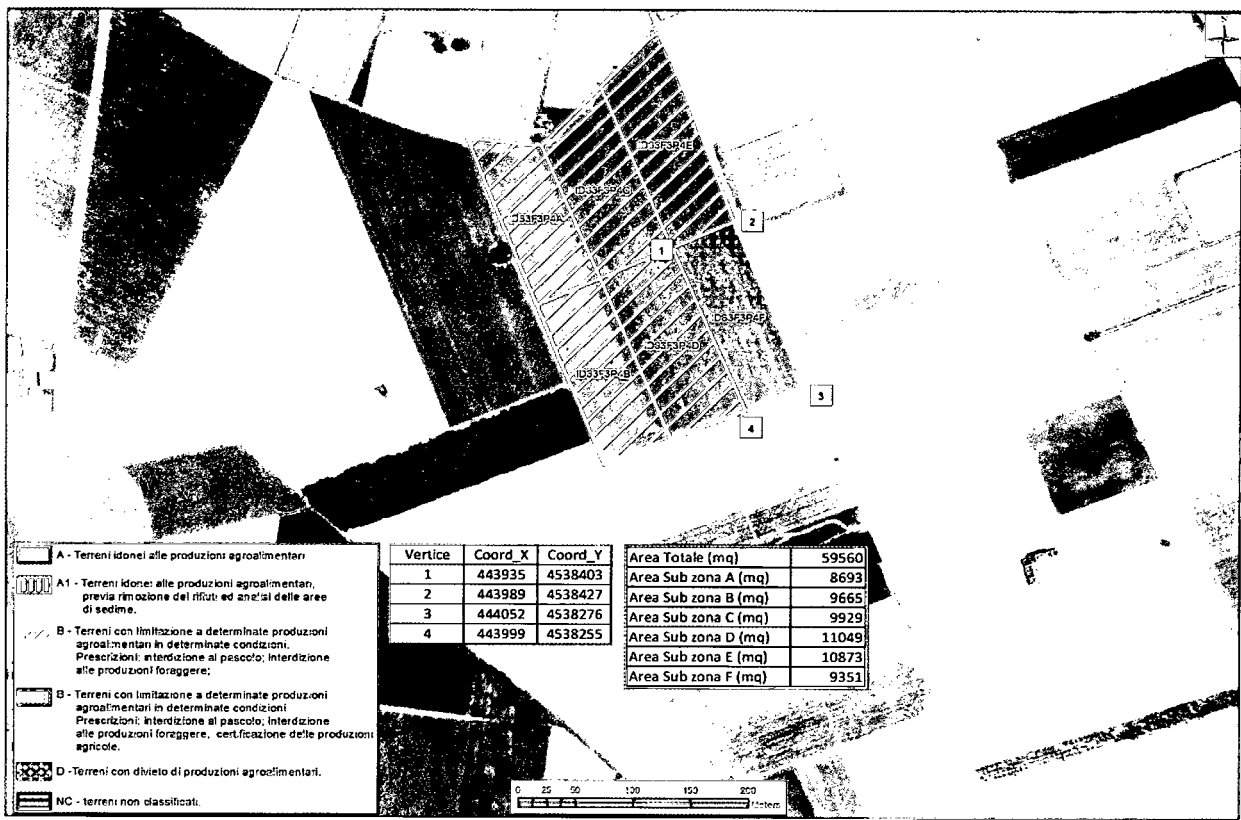 ID33F3P4E
ID33F3P4C
ID33F3P4A
2
1
ID33F3P4F
ID33F3P4D
ID33F3P4B
3
4
A - Terreni idonei alle produzioni agroalimentari
A1 - Terreni idonei alle produzioni agroalimentari,
previa rimozione dei rifiuti ed analisi delle aree
di sedime.
B - Terreni con limitazione a determinate produzioni
agroalimentari in determinate condizioni.
Prescrizioni: interdizione al pascolo; interdizione
alle produzioni foraggere;
B - Terreni con limitazione a determinate produzioni
agroalimentari in determinate condizioni
Prescrizioni: interdizione al pascolo; interdizione
alle produzioni foraggere, certificazione delle produzioni
agricole.
D - Terreni con divieto di produzioni agroalimentari.
NC - terreni non classificati.
Vertice Coord_X Coord_Y
1 443935 4538403
2 443989 4538427
3 444052 4538276
4 443999 4538255
Area Totale (mq) 59560
Area Sub zona A (mq) 8693
Area Sub zona B (mq) 9665
Area Sub zona C (mq) 9929
Area Sub zona D (mq) 11049
Area Sub zona E (mq) 10873
Area Sub zona F (mq) 9351
0 25 50 100 150 200
Meters